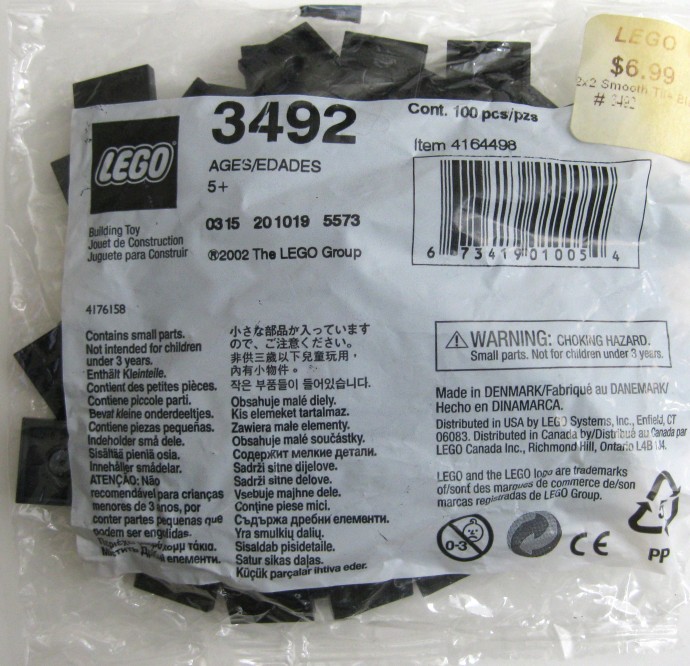 LEGO
$6.99
2x2 Smooth
# 3492
3492
Cont. 100 pcs/pzs
Item 4164498
LEGO
AGES/EDADES
5+
0315 201019 5573
®2002 The LEGO Group
6 73419 01005 4
Building Toy
Jouet de Construction
Juguete para Construir
4176158
Contains small parts.
Not intended for children
under 3 years.
Enthält Kleinteile.
Contient des petites pièces.
Contiene piccole parti.
Bevat kleine onderdeeltjes.
Contiene piezas pequenas.
Indeholder små dele.
Sisältää pieniä osia.
Innehåller smådelar.
ATENÇÃO: Não
recomendável para crianças
menores de 3 anos, por
conter partes pequenas que
podem ser engolidas.
τάκια.
елементи.
小さな部品が入っています
ので、ご注意ください。
非供三歲以下兒童玩用，
內有小物件。
작은 부품들이 들어있습니다.
Obsahuje malé diely.
Kis elemeket tartalmaz.
Zawiera małe elementy.
Obsahuje malé součástky.
Содержит мелкие детали.
Sadrži sitne dijelove.
Sadrži sitne delove.
Vsebuje majhne dele.
Conţine piese mici.
Съдържа дребни елементи.
Yra smulkių dalių.
Sisaldab pisidetaile.
Satur sikas daļas.
Küçük parçalar ihtiva eder.
WARNING: CHOKING HAZARD.
Small parts. Not for children under 3 years.
Made in DENMARK/Fabriqué au DANEMARK/
Hecho en DINAMARCA.
Distributed in USA by LEGO Systems, Inc., Enfield, CT
06083. Distributed in Canada by/Distribué au Canada par
LEGO Canada Inc., Richmond Hill, Ontario L4B 1J4.
LEGO and the LEGO logo are trademarks
of/sont des marques de commerce de/son
marcas registradas de LEGO Group.
0-3
CE
5
PP